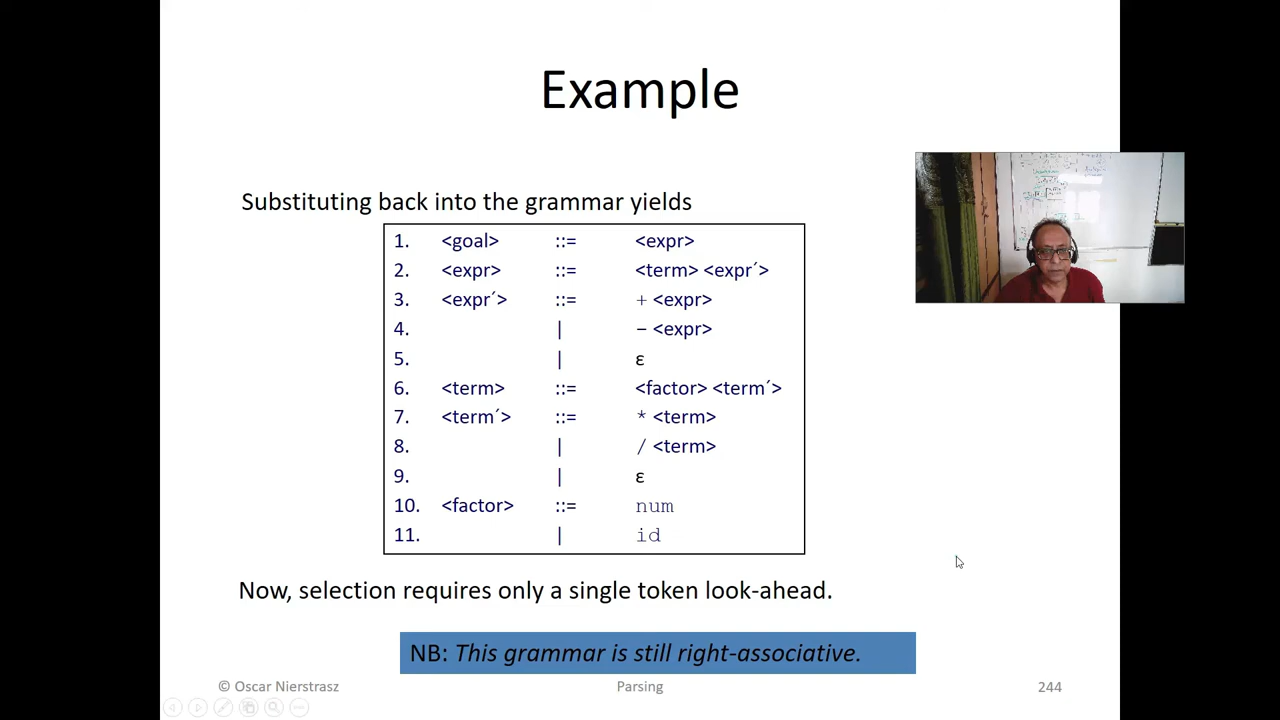 Example
Substituting back into the grammar yields
1. <goal> ::= <expr>
2. <expr> ::= <term> <expr´>
3. <expr´> ::= + <expr>
4. | − <expr>
5. | ε
6. <term> ::= <factor> <term´>
7. <term´> ::= * <term>
8. | / <term>
9. | ε
10. <factor> ::= num
11. | id
Now, selection requires only a single token look-ahead.
NB: This grammar is still right-associative.
© Oscar Nierstrasz
Parsing
244